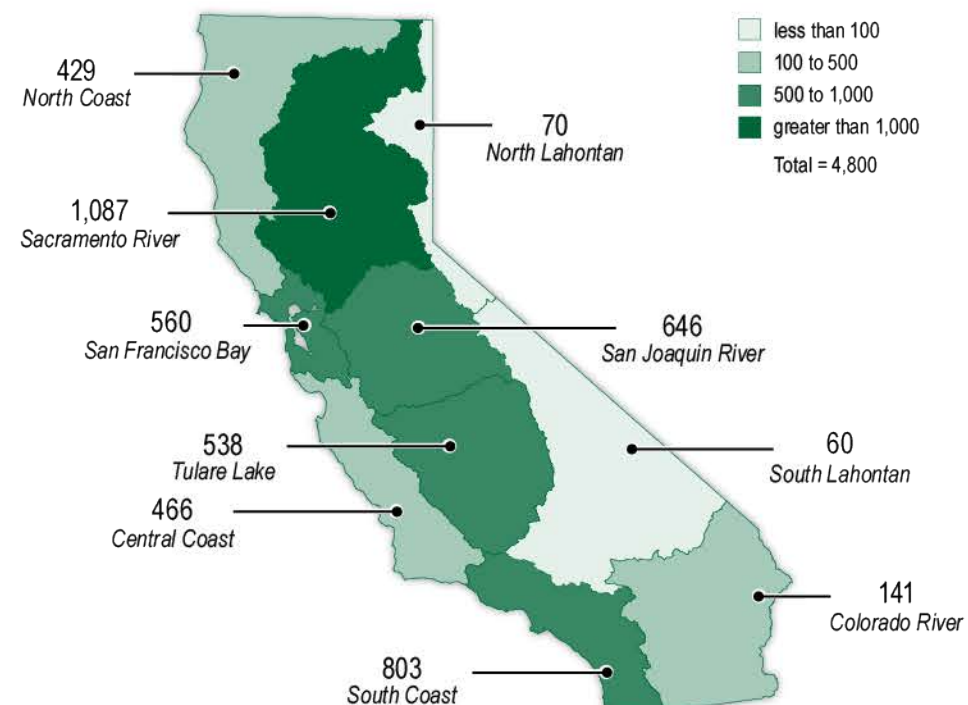 less than 100
100 to 500
500 to 1,000
greater than 1,000
Total = 4,800
429
North Coast
70
North Lahontan
1,087
Sacramento River
560
San Francisco Bay
646
San Joaquin River
538
Tulare Lake
60
South Lahontan
466
Central Coast
141
Colorado River
803
South Coast